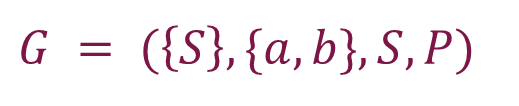 G = ({S}, {a, b}, S, P)